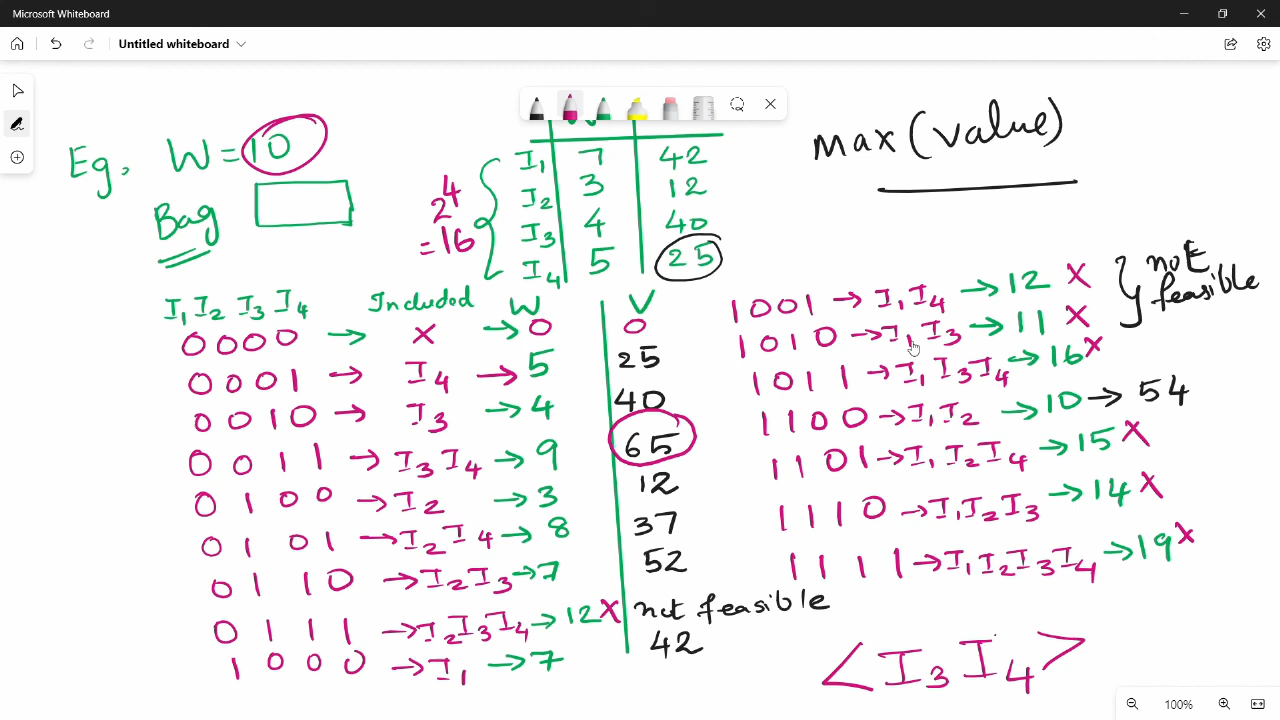 Microsoft Whiteboard
Untitled whiteboard
Eg, W = 10
Bag
2^4
= 16
I₁ 7 42
I₂ 3 12
I₃ 4 40
I₄ 5 25
max (value)
I₁ I₂ I₃ I₄ Included W V
0000 → X → 0 0
0001 → I₄ → 5 25
0010 → I₃ → 4 40
0011 → I₃ I₄ → 9 65
0100 → I₂ → 3 12
0101 → I₂ I₄ → 8 37
0110 → I₂ I₃ → 7 52
0111 → I₂ I₃ I₄ → 12 X not feasible
1000 → I₁ → 7 42
1001 → I₁ I₄ → 12 X
1010 → I₁ I₃ → 11 X
not
feasible
1011 → I₁ I₃ I₄ → 16 X
1100 → I₁ I₂ → 10 → 54
1101 → I₁ I₂ I₄ → 15 X
1110 → I₁ I₂ I₃ → 14 X
1111 → I₁ I₂ I₃ I₄ → 19 X
< I₃ I₄ >
100%